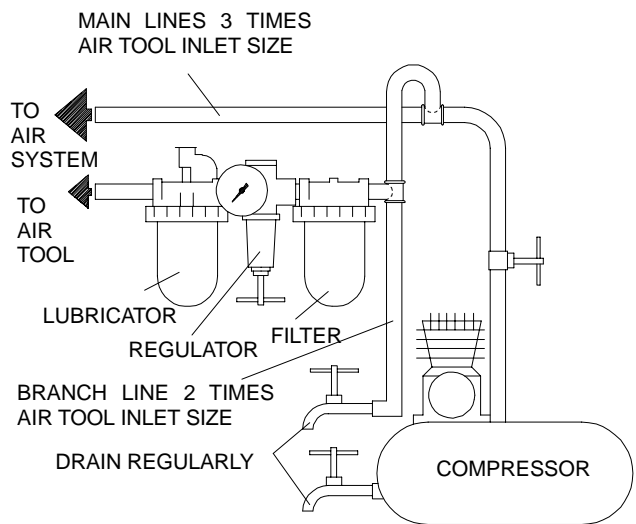 MAIN LINES 3 TIMES
AIR TOOL INLET SIZE
TO
AIR
SYSTEM
TO
AIR
TOOL
LUBRICATOR
REGULATOR
FILTER
BRANCH LINE 2 TIMES
AIR TOOL INLET SIZE
DRAIN REGULARLY
COMPRESSOR